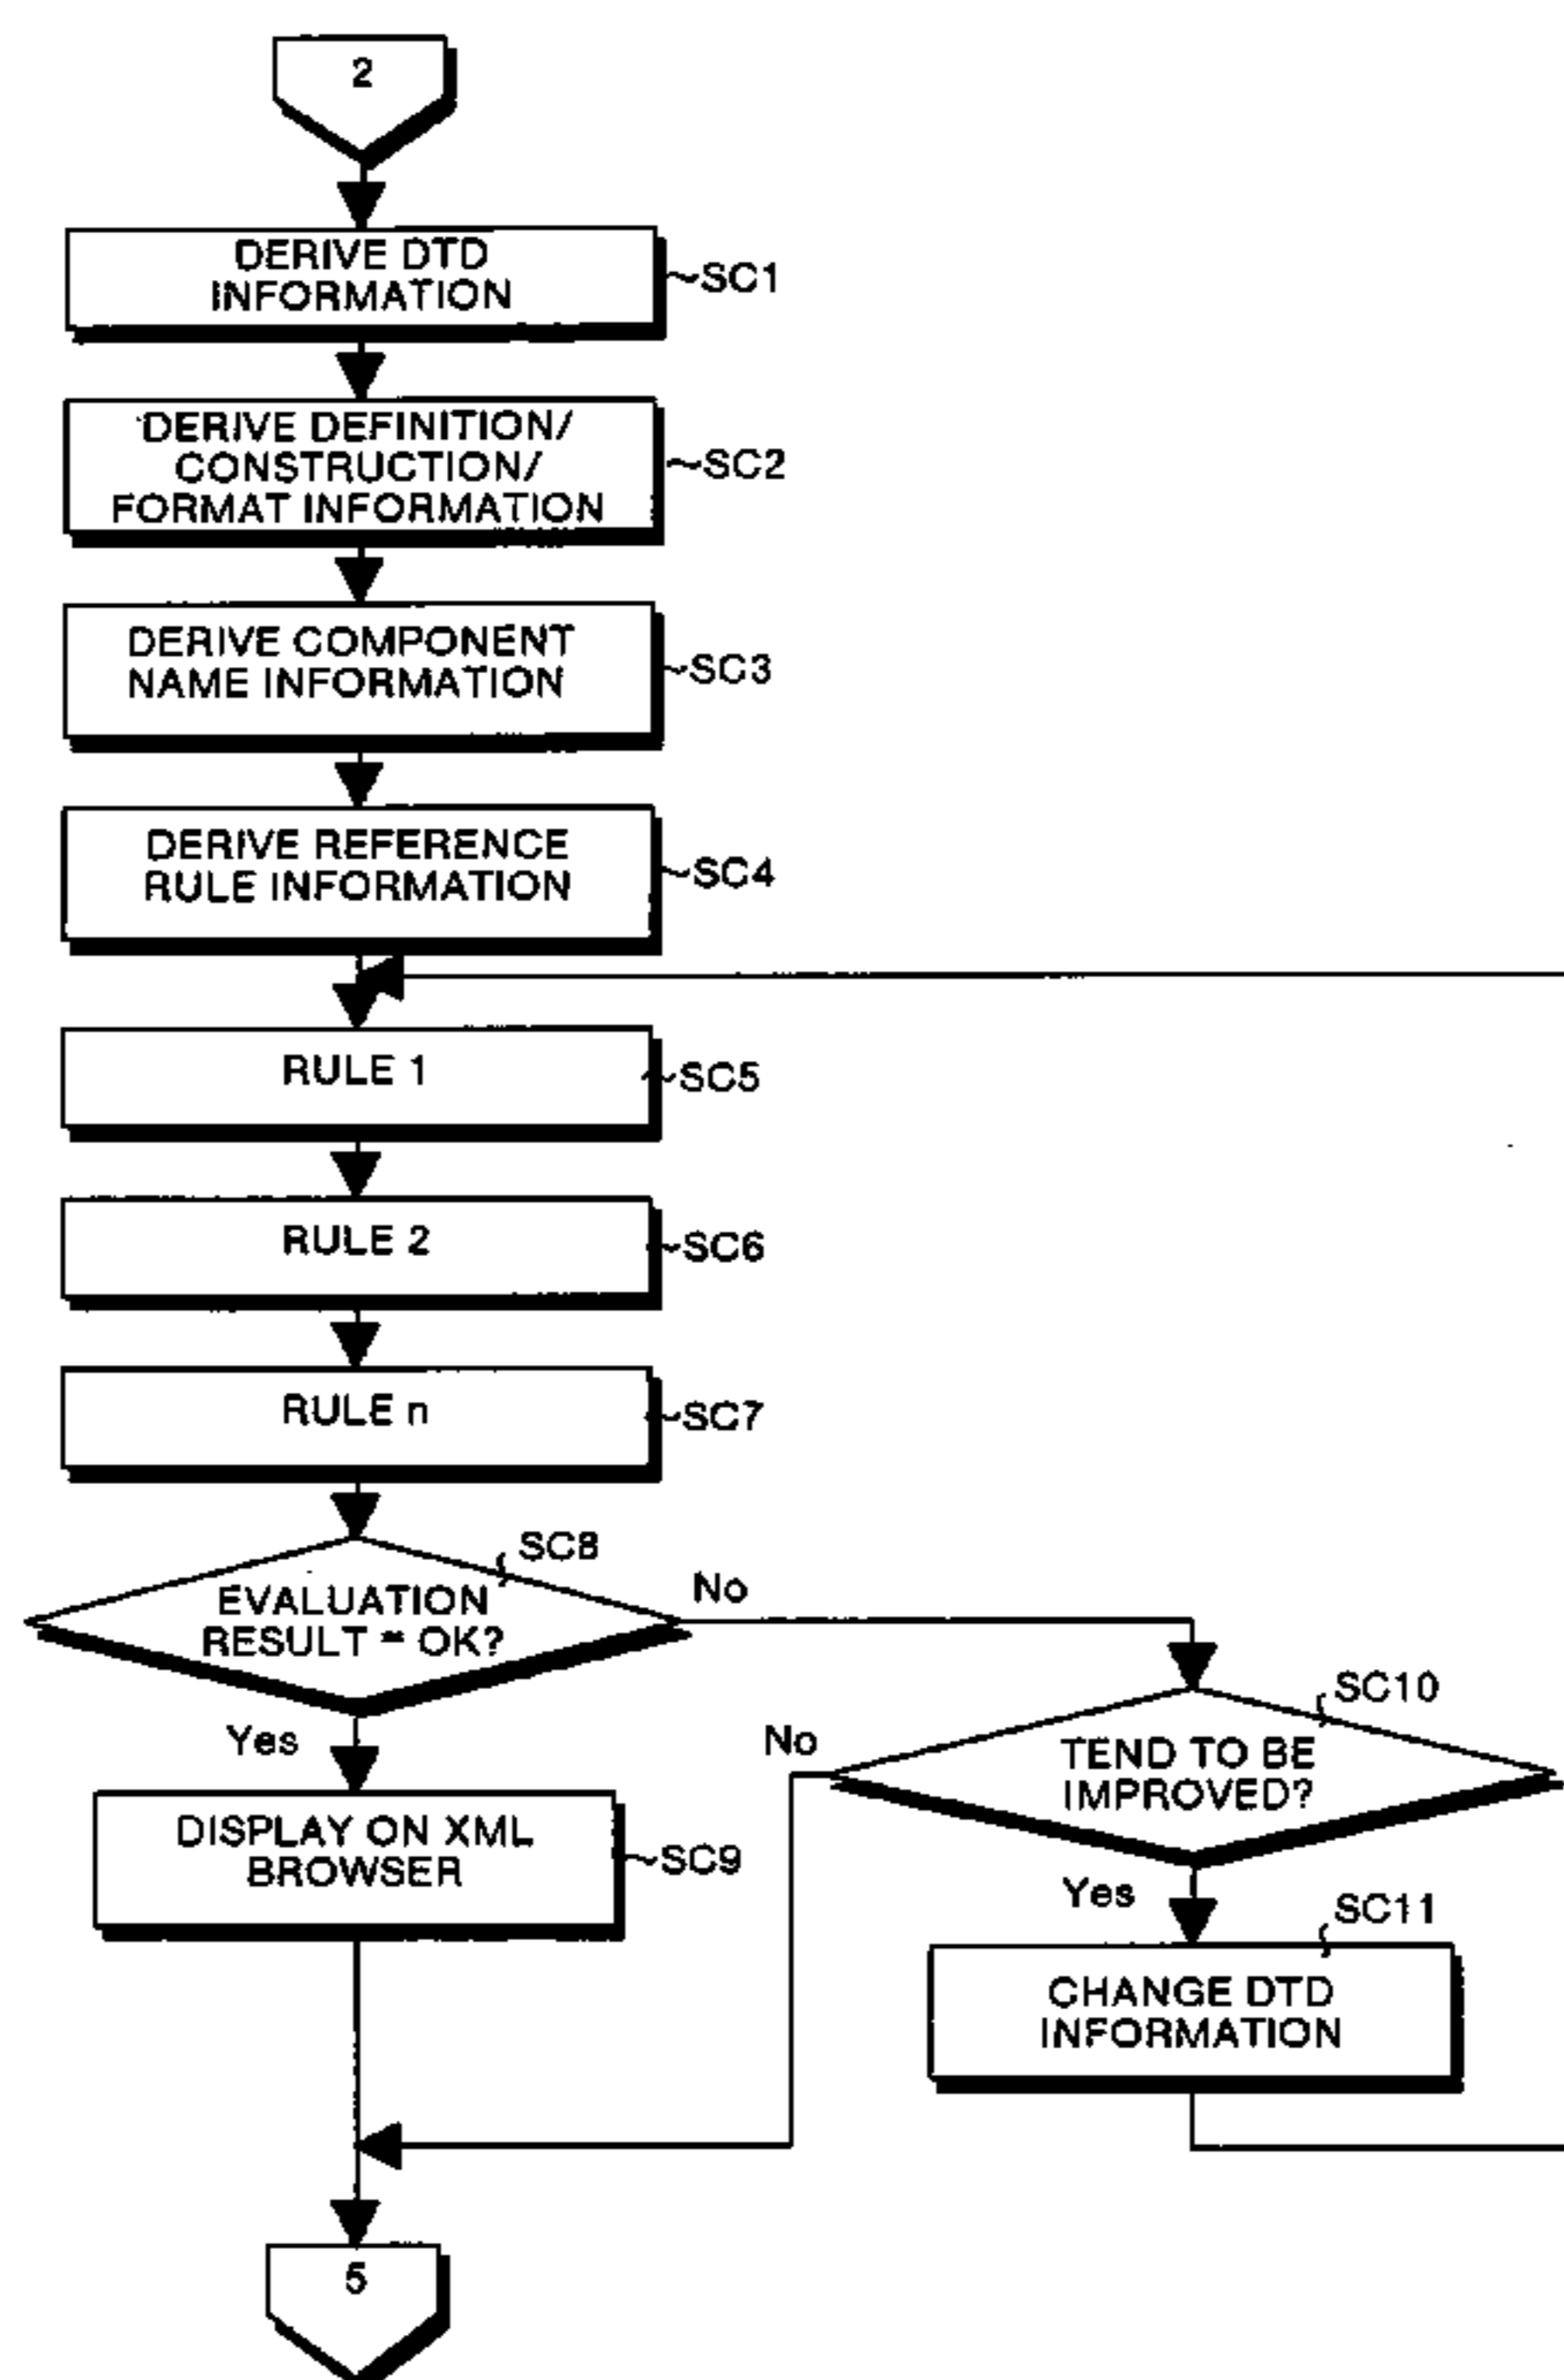 2
DERIVE DTD
INFORMATION
SC1
DERIVE DEFINITION/
CONSTRUCTION/
FORMAT INFORMATION
SC2
DERIVE COMPONENT
NAME INFORMATION
SC3
DERIVE REFERENCE
RULE INFORMATION
SC4
RULE 1
SC5
RULE 2
SC6
RULE n
SC7
SC8
EVALUATION
RESULT = OK?
No
Yes
SC10
TEND TO BE
IMPROVED?
No
Yes
DISPLAY ON XML
BROWSER
SC9
SC11
CHANGE DTD
INFORMATION
5